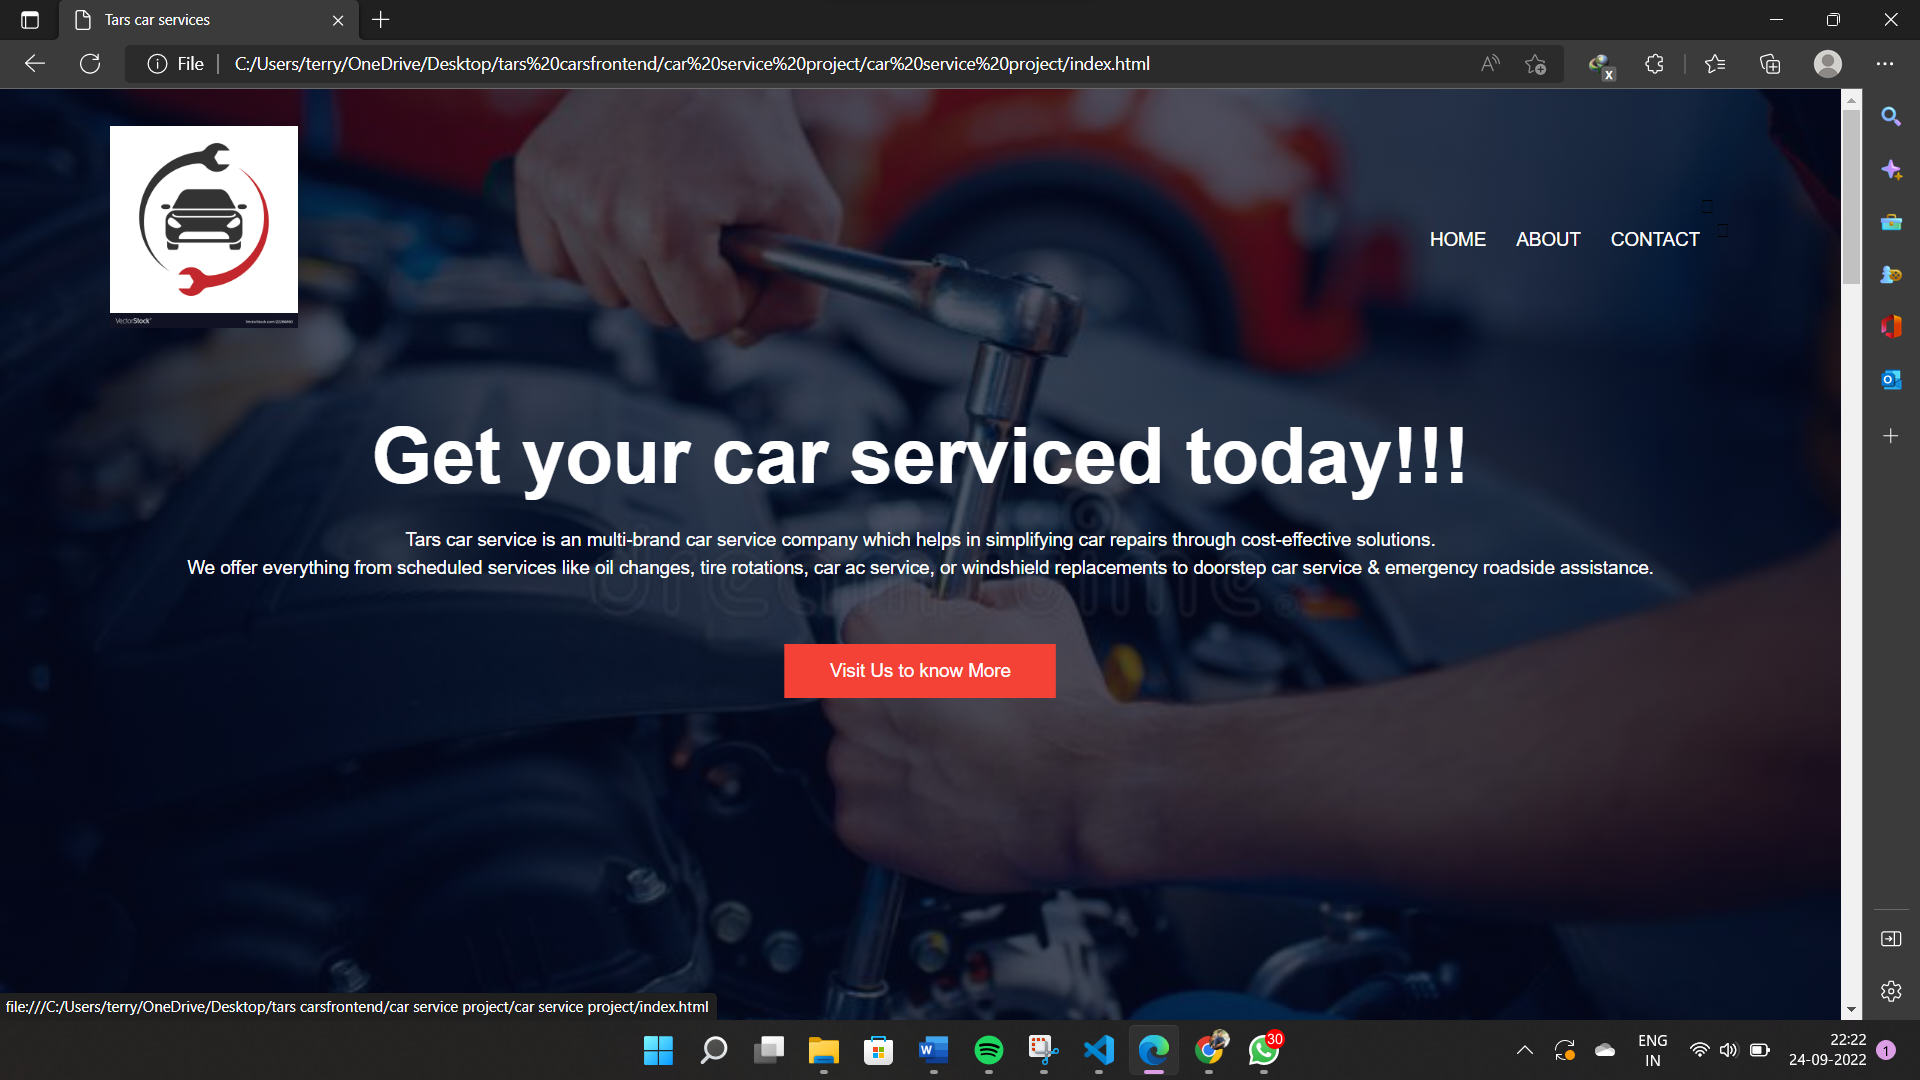 Tars car services
File
C:/Users/terry/OneDrive/Desktop/tars%20carsfrontend/car%20service%20project/car%20service%20project/index.html
VectorStock
HOME ABOUT CONTACT
Get your car serviced today!!!
Tars car service is an multi-brand car service company which helps in simplifying car repairs through cost-effective solutions.
We offer everything from scheduled services like oil changes, tire rotations, car ac service, or windshield replacements to doorstep car service & emergency roadside assistance.
dreamstime.
Visit Us to know More
file:///C:/Users/terry/OneDrive/Desktop/tars carsfrontend/car service project/car service project/index.html
30
ENG
IN
22:22
24-09-2022
1